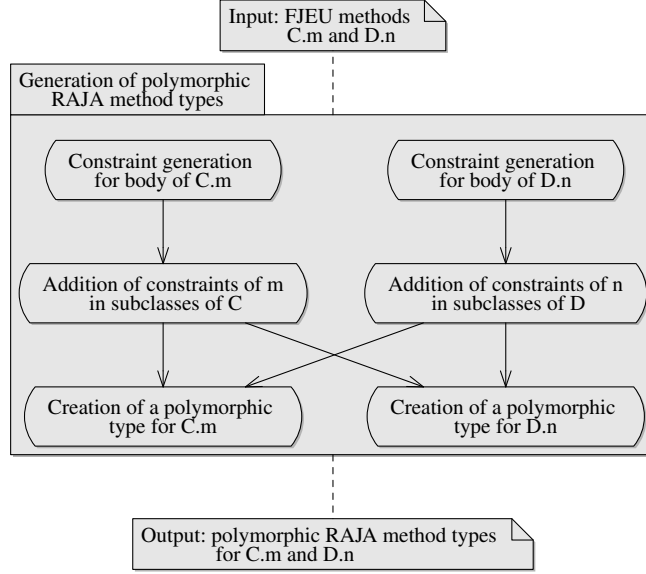 Input: FJEU methods
C.m and D.n
Generation of polymorphic
RAJA method types
Constraint generation
for body of C.m
Constraint generation
for body of D.n
Addition of constraints of m
in subclasses of C
Addition of constraints of n
in subclasses of D
Creation of a polymorphic
type for C.m
Creation of a polymorphic
type for D.n
Output: polymorphic RAJA method types
for C.m and D.n